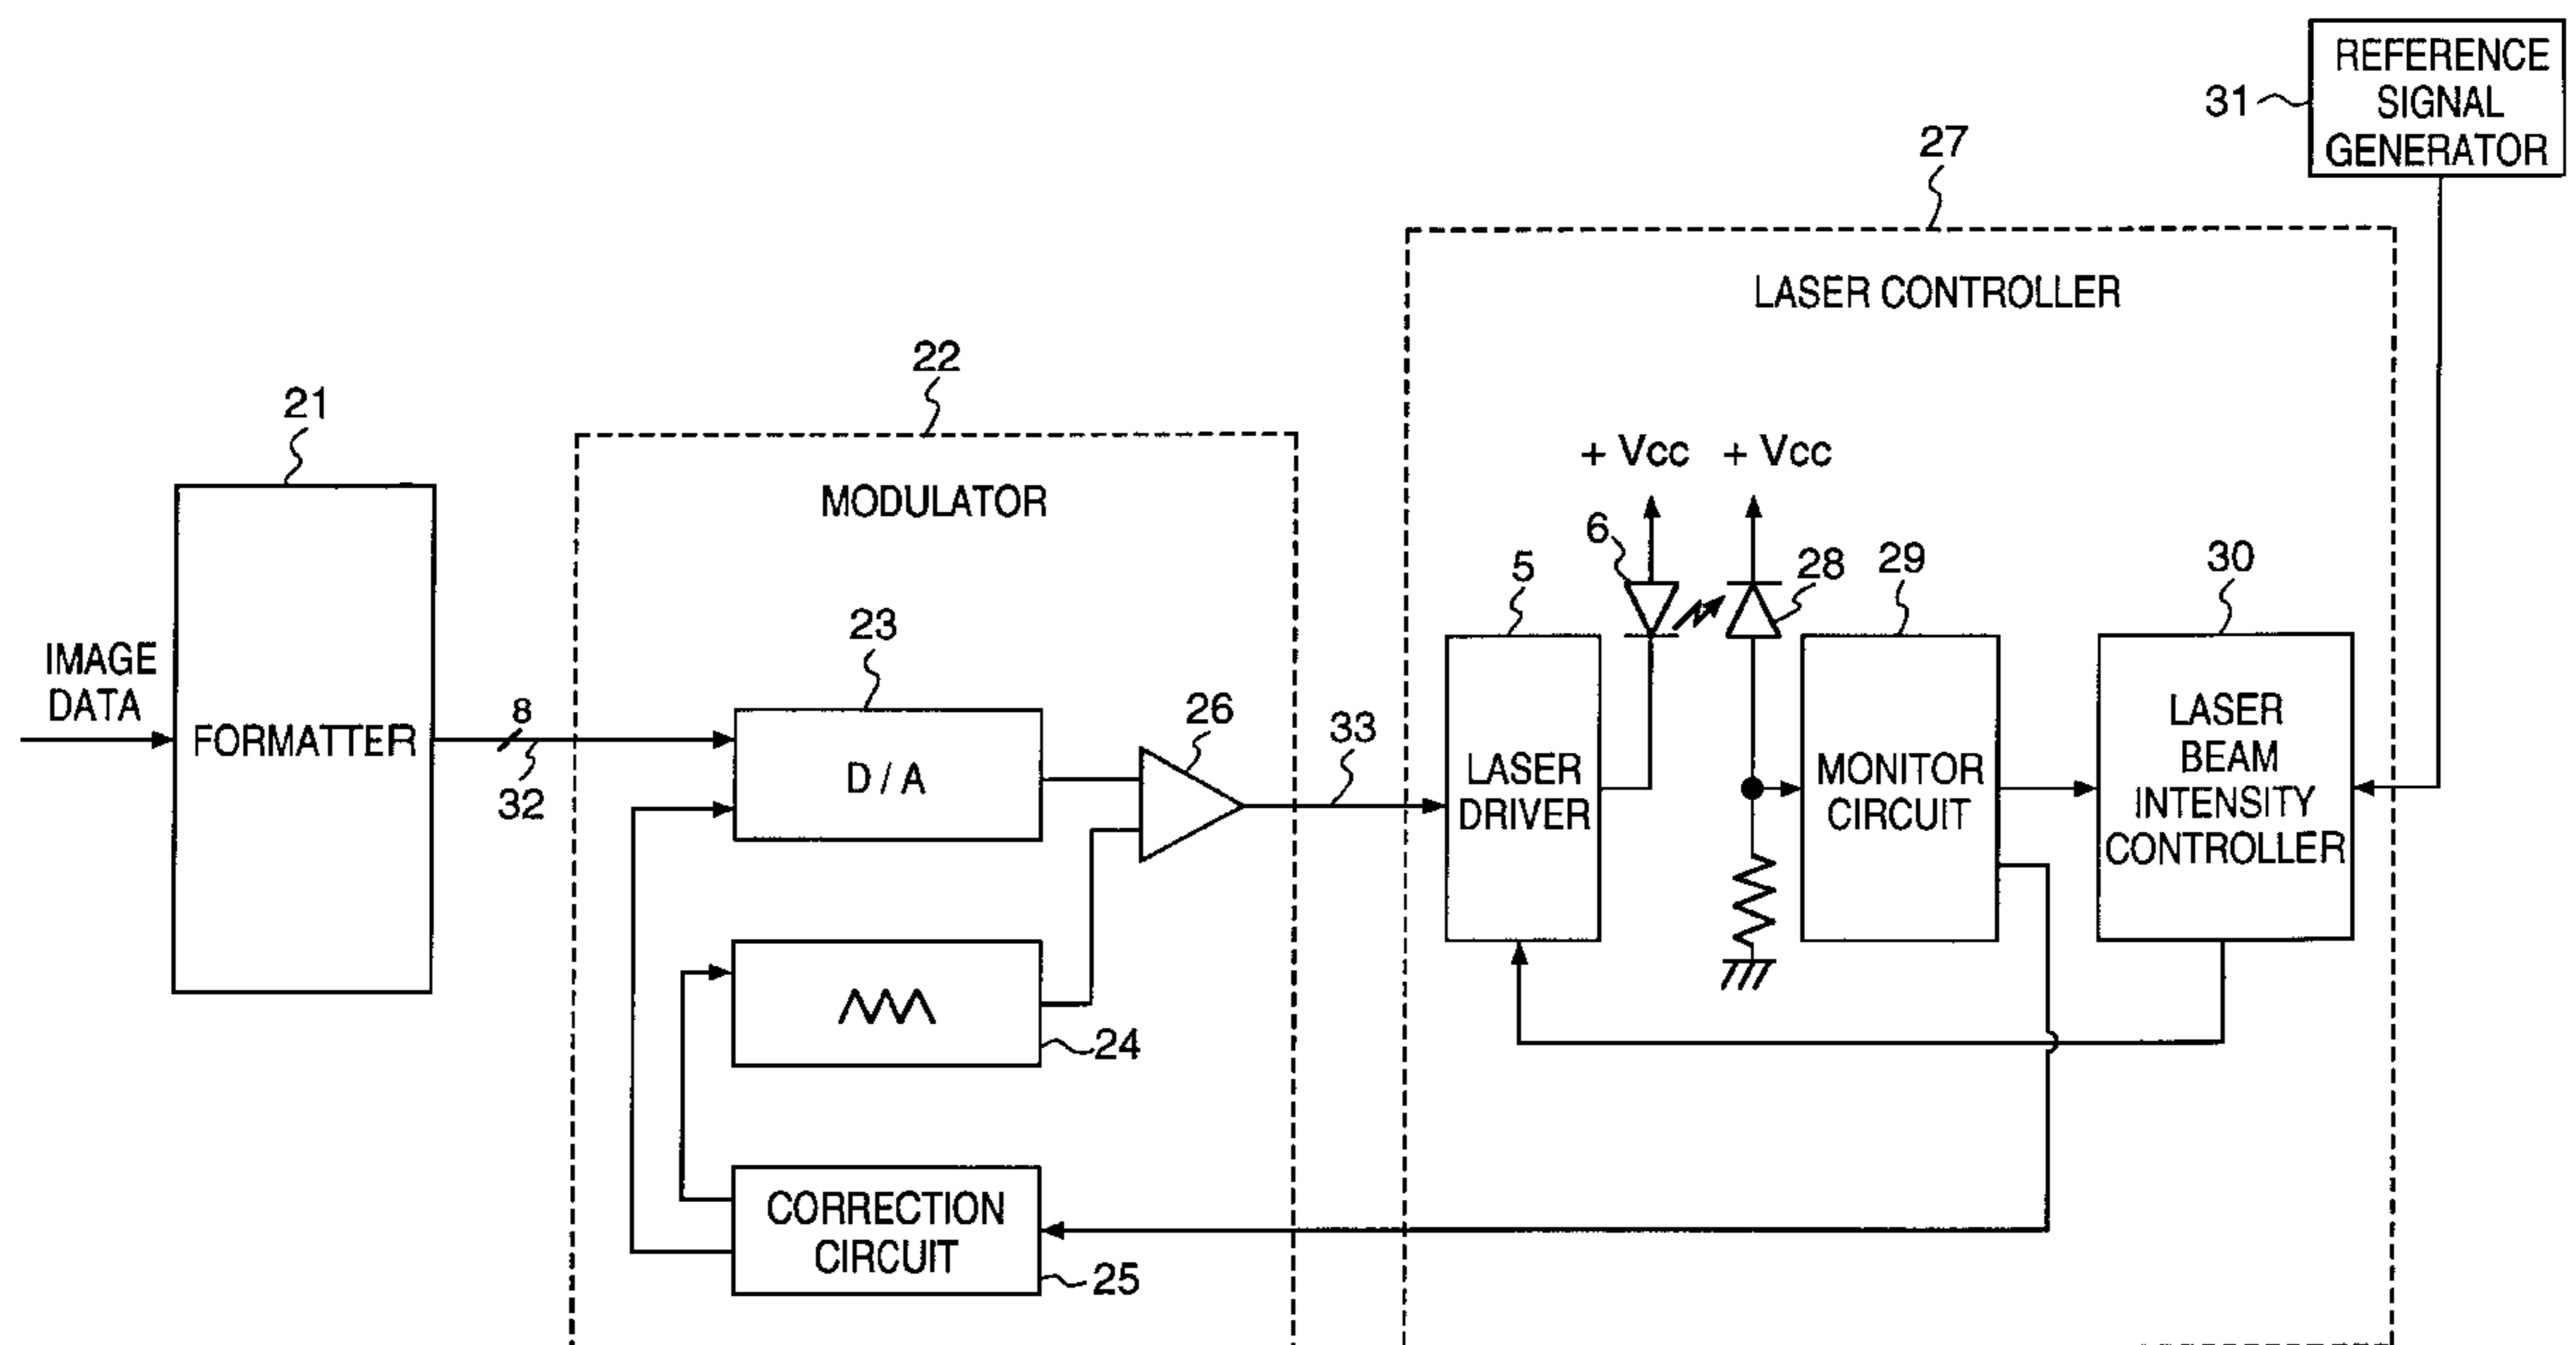 REFERENCE
SIGNAL
GENERATOR
31
27
LASER CONTROLLER
22
MODULATOR
21
+ Vcc
+ Vcc
6
5
28
29
30
23
IMAGE
DATA
FORMATTER
8
32
D / A
26
33
LASER
DRIVER
MONITOR
CIRCUIT
LASER
BEAM
INTENSITY
CONTROLLER
24
CORRECTION
CIRCUIT
25